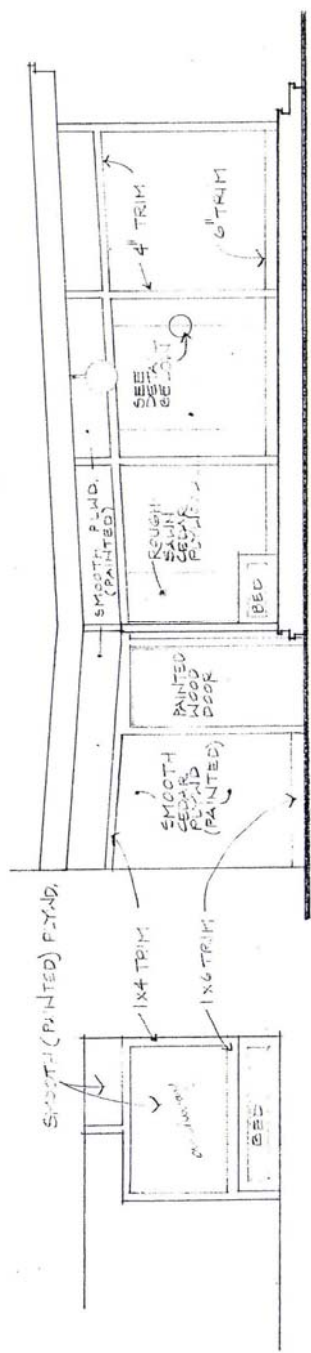 SMOOTH (PAINTED) PLYWD.
1X4 TRIM
1X6 TRIM
BED
SMOOTH
CEDAR
PLYWD
(PAINTED)
PAINTED
WOOD
DOOR
SMOOTH PLWD.
(PAINTED)
ROUGH
SAWN
CEDAR
PLYWD
BED
SEE
DETAIL
BELOW
4" TRIM
6" TRIM